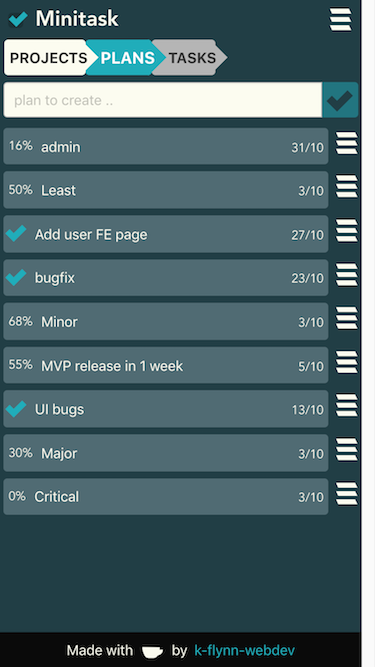 Minitask
PROJECTS PLANS TASKS
plan to create ..
16% admin 31/10
50% Least 3/10
Add user FE page 27/10
bugfix 23/10
68% Minor 3/10
55% MVP release in 1 week 5/10
UI bugs 13/10
30% Major 3/10
0% Critical 3/10
Made with by k-flynn-webdev